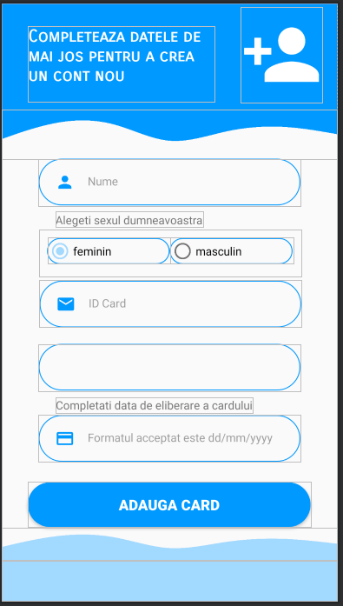 Completeaza datele de
mai jos pentru a crea
un cont nou
Nume
Alegeti sexul dumneavoastra
feminin
masculin
ID Card
Completati data de eliberare a cardului
Formatul acceptat este dd/mm/yyyy
ADAUGA CARD